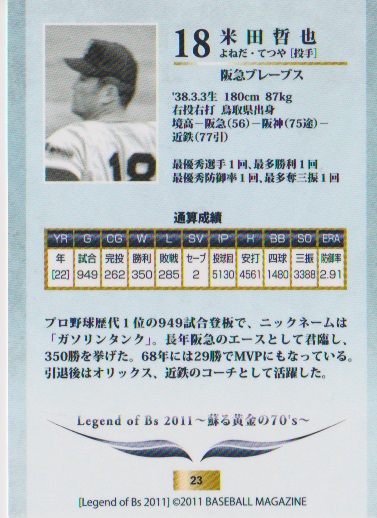 18 米田哲也
よねだ・てつや［投手］
阪急ブレーブス
'38.3.3生 180cm 87kg
右投右打 鳥取県出身
境高－阪急（56）－阪神（75途）－
近鉄（77引）
最優秀選手1回、最多勝利1回
最優秀防御率1回、最多奪三振1回
通算成績
YR G CG W L SV IP H BB SO ERA
年 試合 完投 勝利 敗戦 セーブ 投球回 安打 四球 三振 防御率
[22] 949 262 350 285 2 5130 4561 1480 3388 2.91
プロ野球歴代1位の949試合登板で、ニックネームは
「ガソリンタンク」。長年阪急のエースとして君臨し、
350勝を挙げた。68年には29勝でMVPにもなっている。
引退後はオリックス、近鉄のコーチとして活躍した。
Legend of Bs 2011～蘇る黄金の70's～
23
[Legend of Bs 2011] ©2011 BASEBALL MAGAZINE